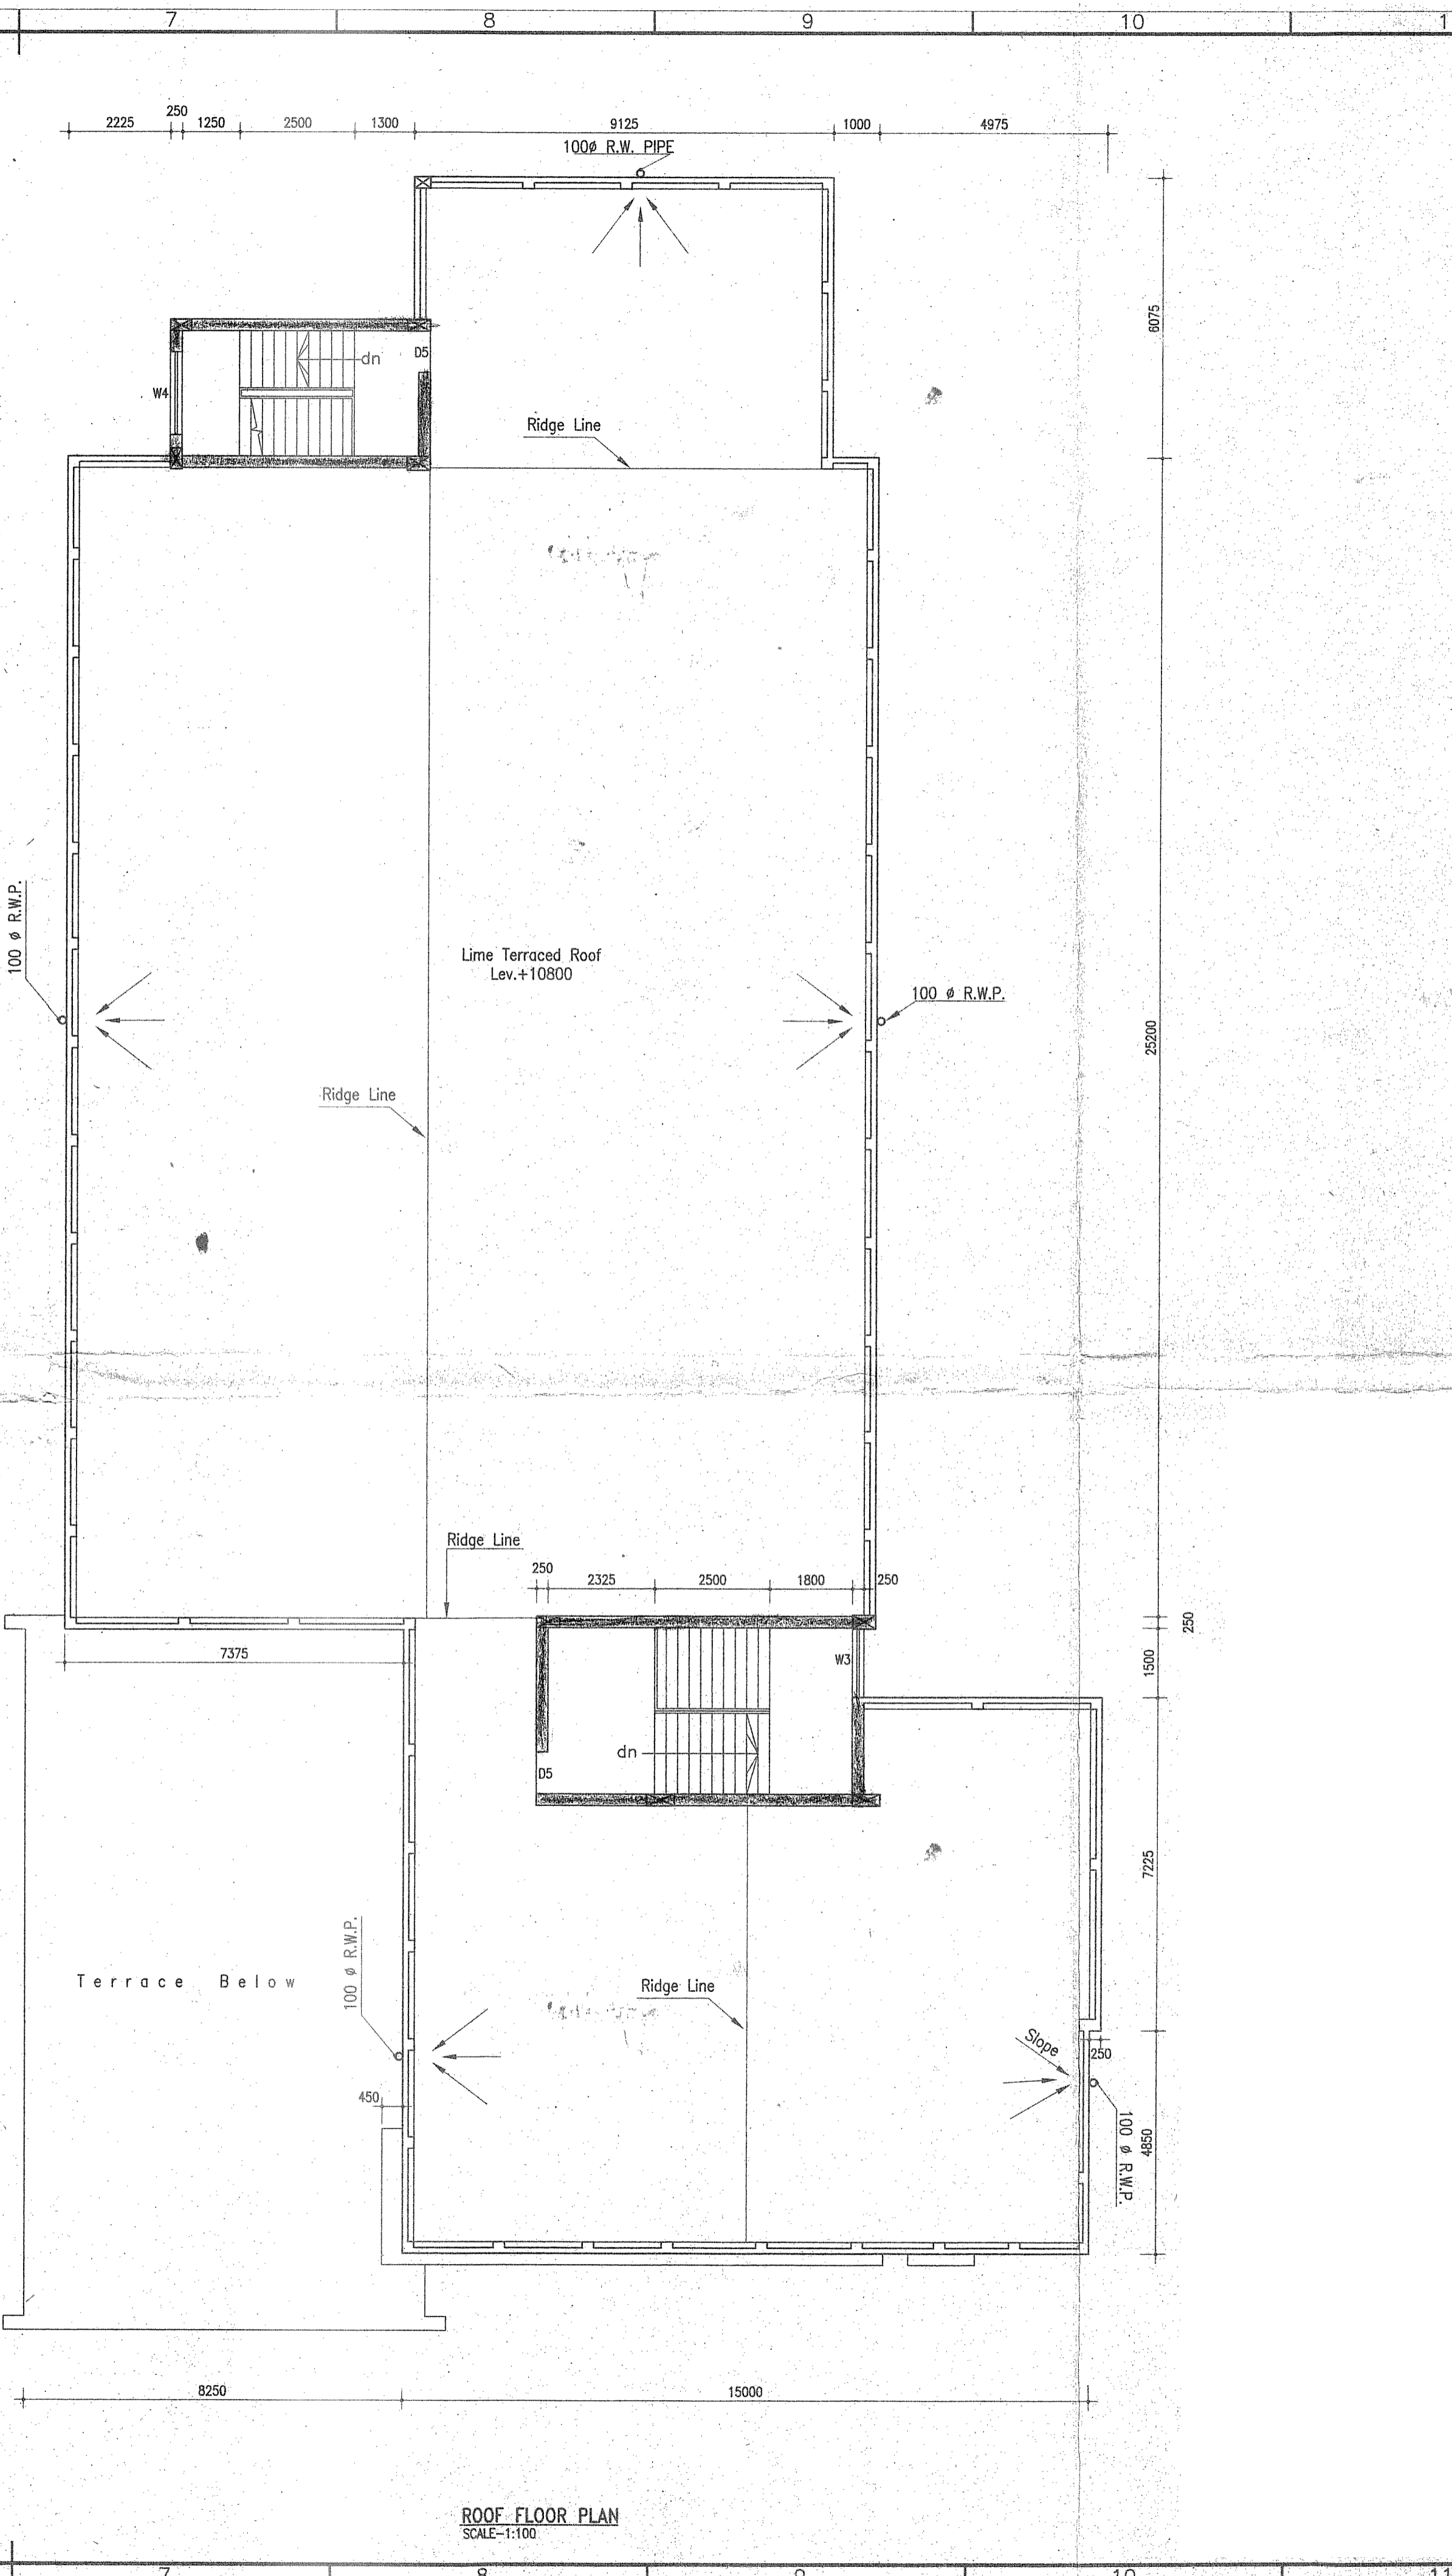 7 8 9 10 1
250
2225 1250 2500 1300 9125 1000 4975
100ø R.W. PIPE
6075
dn D5
W4
Ridge Line
100 ø R.W.P.
Lime Terraced Roof
Lev.+10800
100 ø R.W.P.
25200
Ridge Line
Ridge Line
250 2325 2500 1800 250
250
7375
W3
1500
dn
D5
7225
Terrace Below
100 ø R.W.P.
Ridge Line
Slope
250
450
100 ø R.W.P.
4850
8250 15000
ROOF FLOOR PLAN
SCALE-1:100
7 8 9 10 11